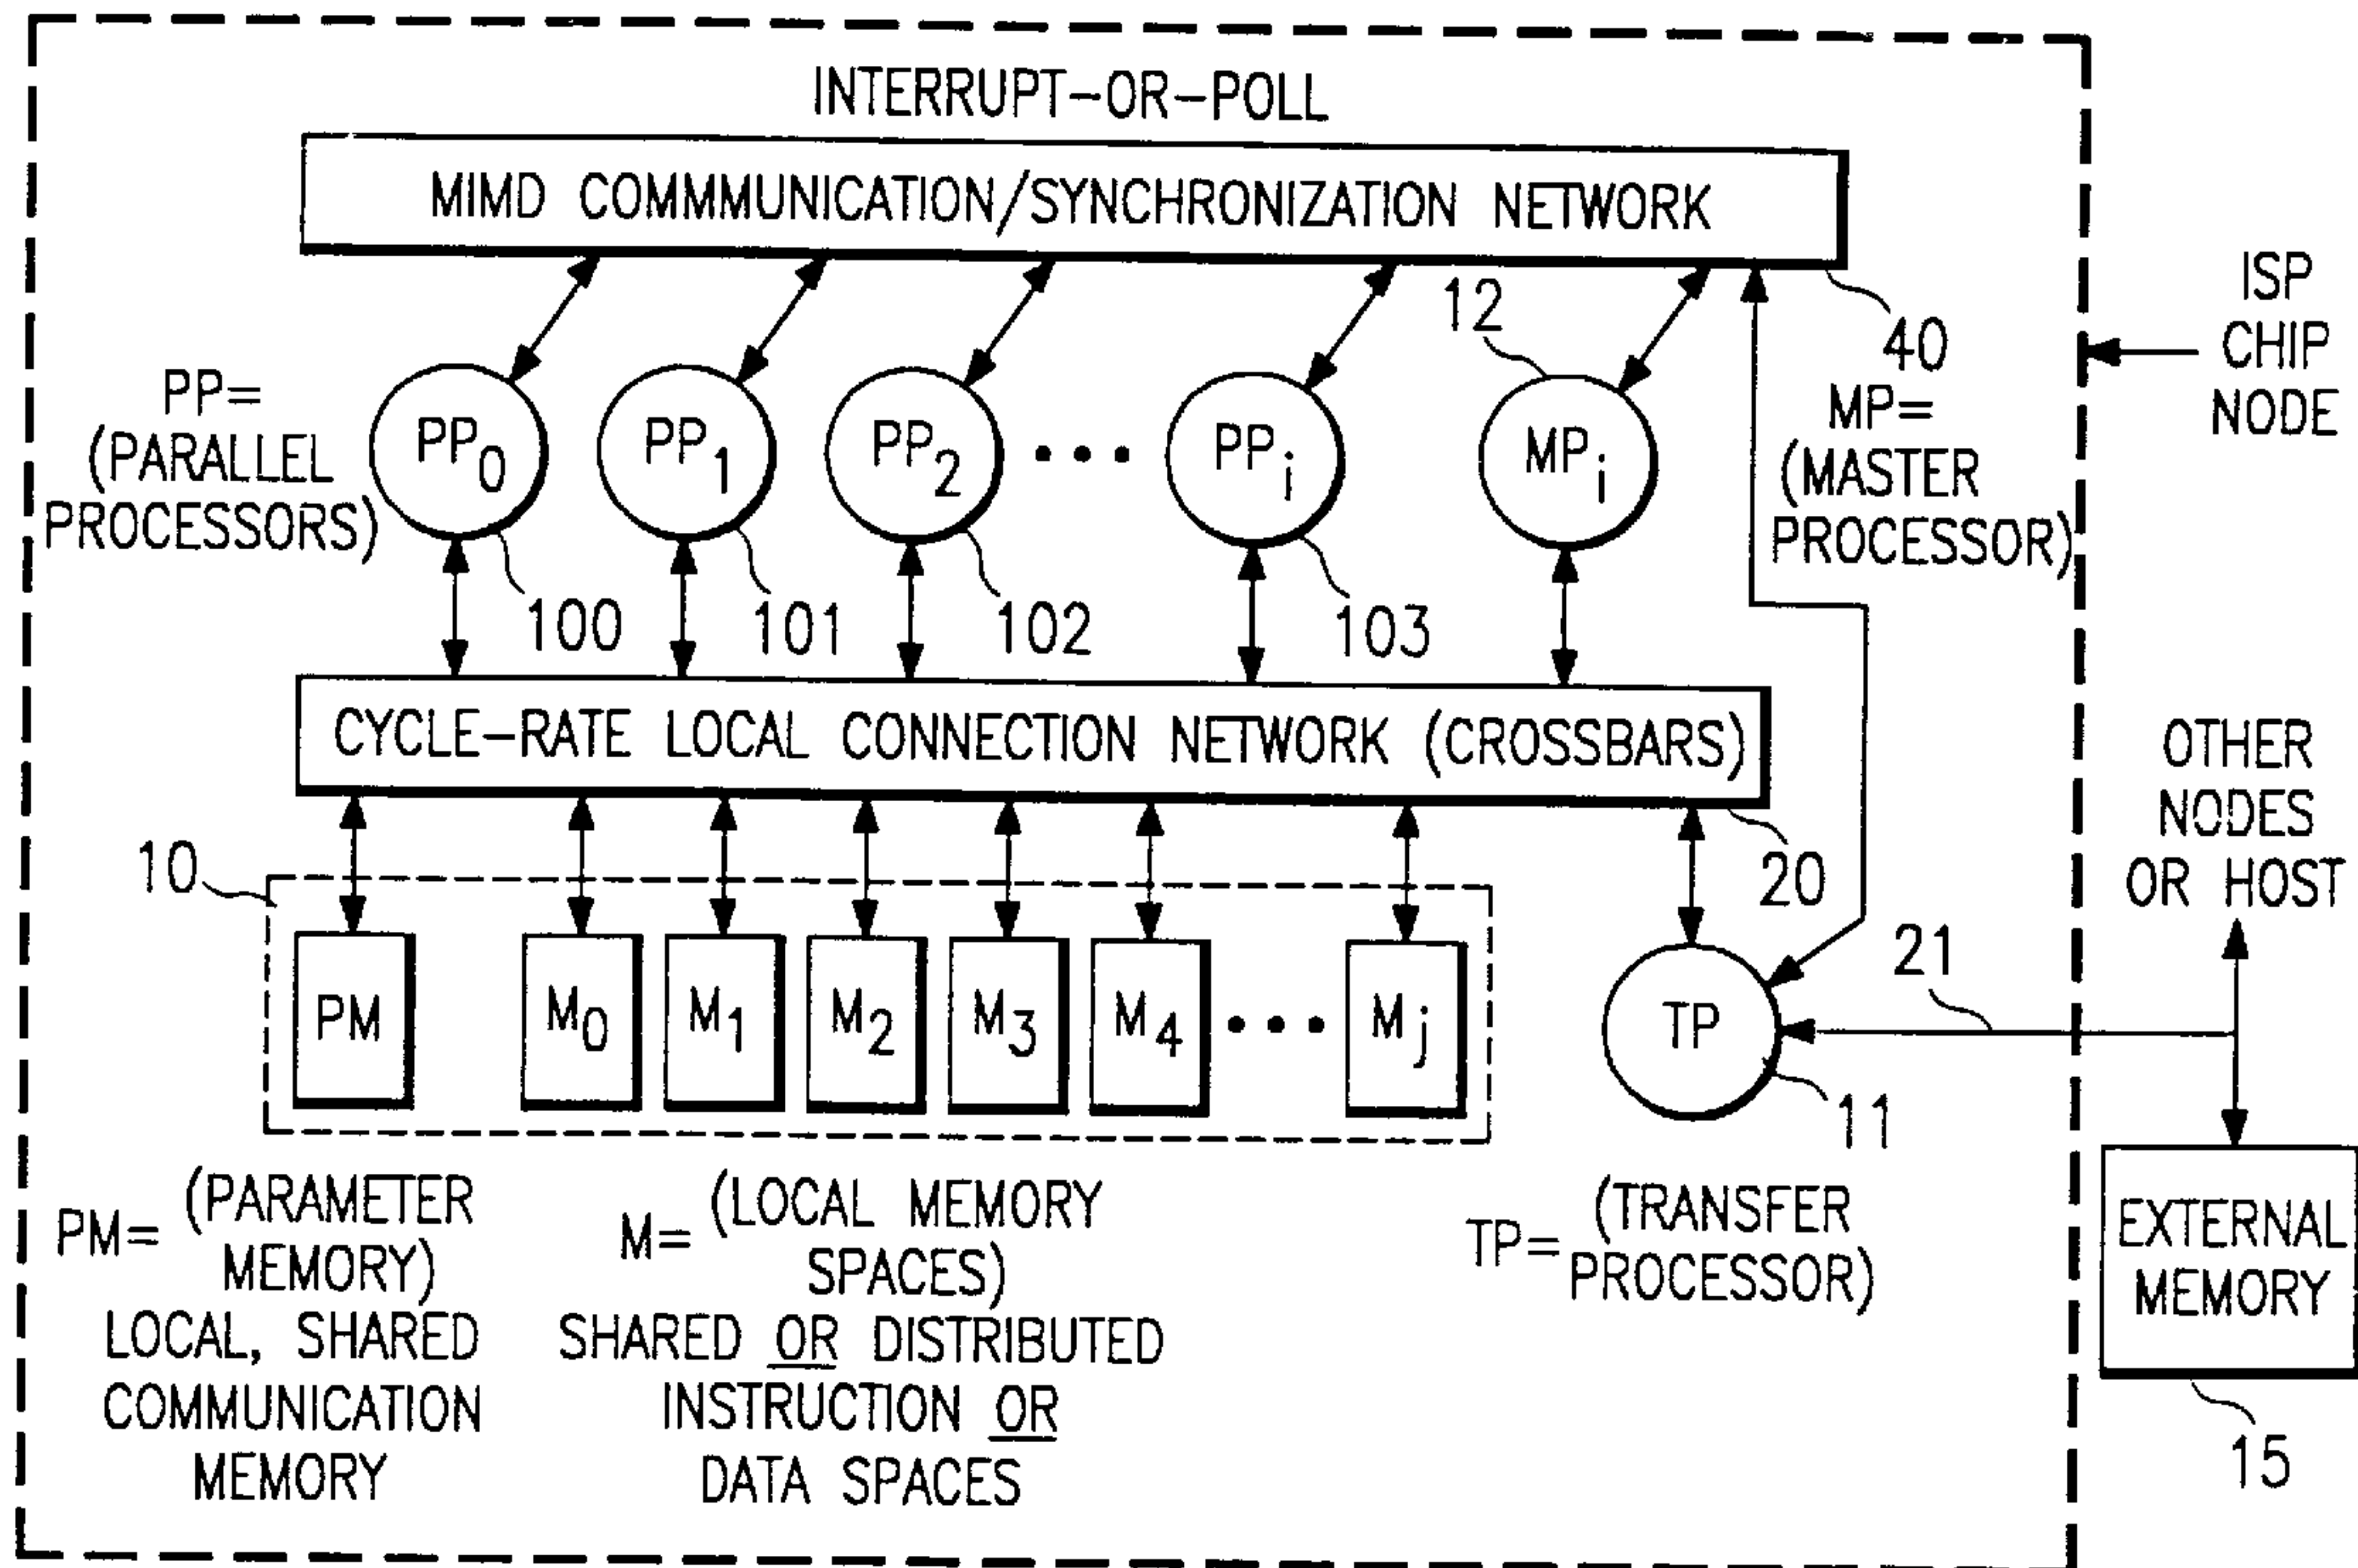 INTERRUPT-OR-POLL
MIMD COMMMUNICATION/SYNCHRONIZATION NETWORK
40
12
ISP
CHIP
NODE
PP=
(PARALLEL
PROCESSORS)
PP0
PP1
PP2
• • •
PPi
MPi
MP=
(MASTER
PROCESSOR)
100
101
102
103
CYCLE-RATE LOCAL CONNECTION NETWORK (CROSSBARS)
20
OTHER
NODES
OR HOST
10
PM
M0
M1
M2
M3
M4
• • •
Mj
TP
21
11
PM= (PARAMETER
MEMORY)
LOCAL, SHARED
COMMUNICATION
MEMORY
M= (LOCAL MEMORY
SPACES)
SHARED OR DISTRIBUTED
INSTRUCTION OR
DATA SPACES
TP= (TRANSFER
PROCESSOR)
EXTERNAL
MEMORY
15